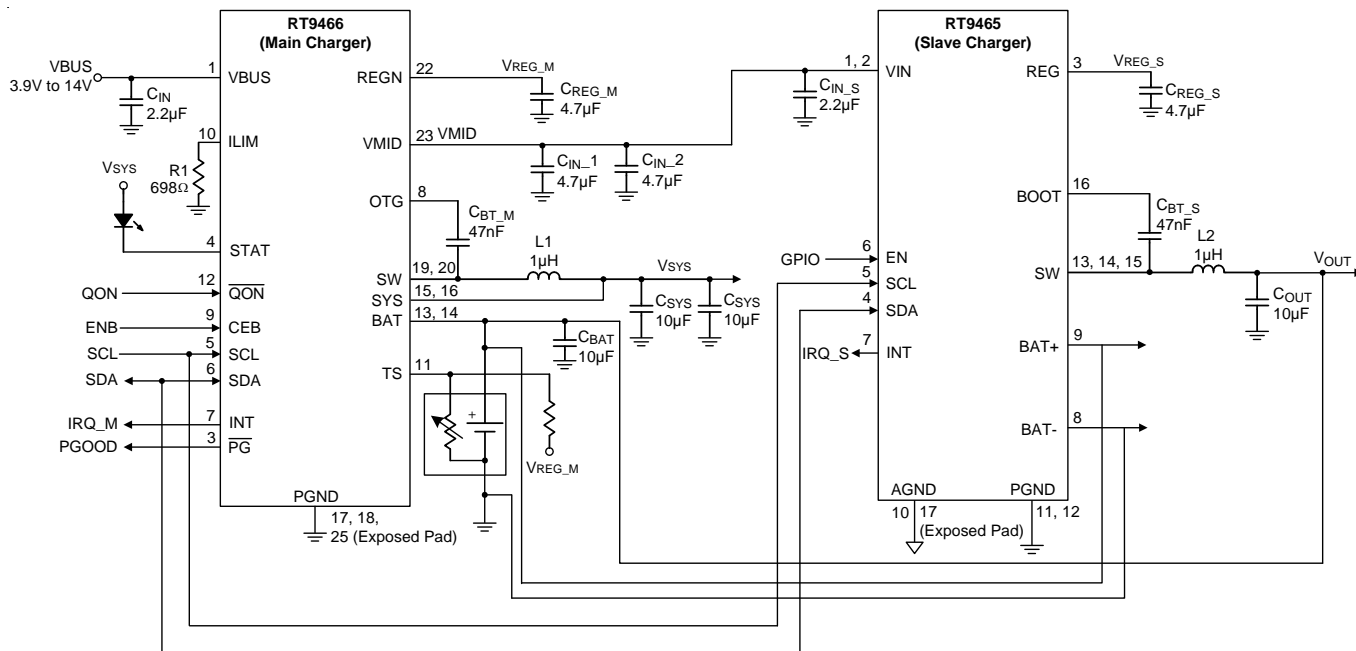 RT9466
(Main Charger)
VBUS
3.9V to 14V
1
VBUS
CIN
2.2µF
10
ILIM
R1
698Ω
VSYS
4
STAT
QON
12
QON
ENB
9
CEB
SCL
5
SCL
SDA
6
SDA
IRQ_M
7
INT
PGOOD
3
PG
PGND
17, 18,
25 (Exposed Pad)
REGN
22
VREG_M
CREG_M
4.7µF
VMID
23
VMID
CIN_1
4.7µF
CIN_2
4.7µF
OTG
8
CBT_M
47nF
L1
1µH
SW
19, 20
VSYS
SYS
15, 16
CSYS
10µF
CSYS
10µF
BAT
13, 14
CBAT
10µF
TS
11
+
VREG_M
RT9465
(Slave Charger)
1, 2
VIN
CIN_S
2.2µF
REG
3
VREG_S
CREG_S
4.7µF
BOOT
16
CBT_S
47nF
L2
1µH
SW
13, 14, 15
VOUT
COUT
10µF
GPIO
6
EN
5
SCL
4
SDA
IRQ_S
7
INT
BAT+
9
BAT-
8
AGND
10
17
(Exposed Pad)
PGND
11, 12